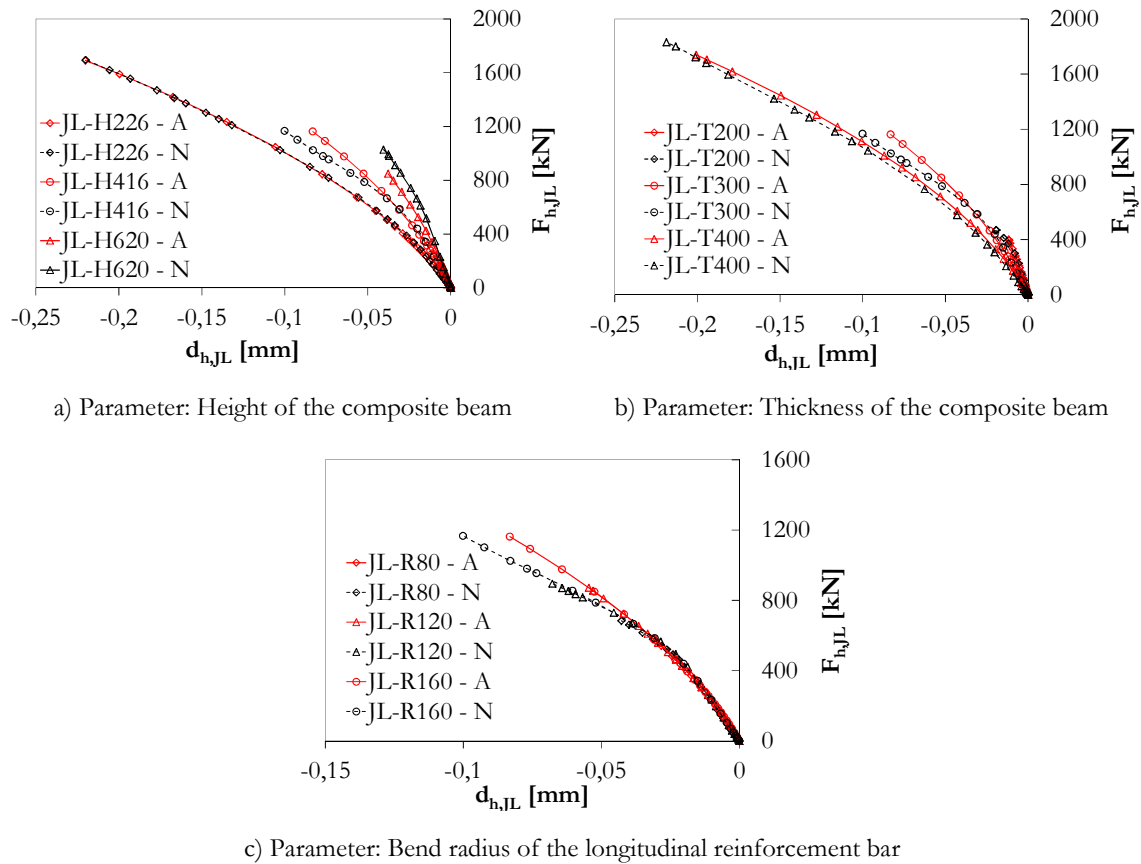 2000
1600
1200
800
400
0
F_h,JL [kN]
-0,25 -0,2 -0,15 -0,1 -0,05 0
d_h,JL [mm]
JL-H226 - A
JL-H226 - N
JL-H416 - A
JL-H416 - N
JL-H620 - A
JL-H620 - N
a) Parameter: Height of the composite beam
2000
1600
1200
800
400
0
F_h,JL [kN]
-0,25 -0,2 -0,15 -0,1 -0,05 0
d_h,JL [mm]
JL-T200 - A
JL-T200 - N
JL-T300 - A
JL-T300 - N
JL-T400 - A
JL-T400 - N
b) Parameter: Thickness of the composite beam
1600
1200
800
400
0
F_h,JL [kN]
-0,15 -0,1 -0,05 0
d_h,JL [mm]
JL-R80 - A
JL-R80 - N
JL-R120 - A
JL-R120 - N
JL-R160 - A
JL-R160 - N
c) Parameter: Bend radius of the longitudinal reinforcement bar